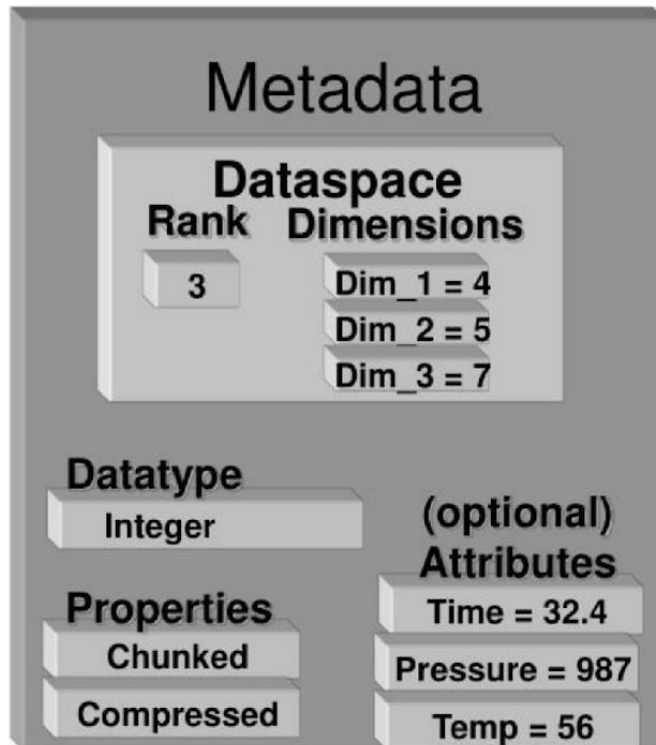 Metadata
Dataspace
Rank
Dimensions
3
Dim_1 = 4
Dim_2 = 5
Dim_3 = 7
Datatype
Integer
(optional)
Attributes
Time = 32.4
Pressure = 987
Temp = 56
Properties
Chunked
Compressed